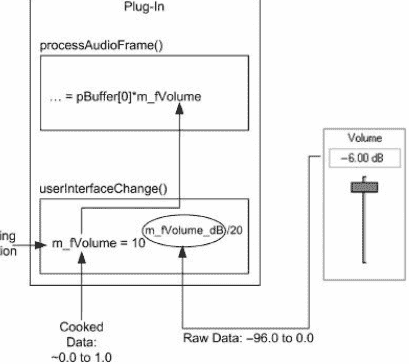 Plug-In
processAudioFrame()
... = pBuffer[0]*m_fVolume
Volume
−6.00 dB
userInterfaceChange()
m_fVolume_dB/20
m_fVolume = 10
Cooked
Data:
~0.0 to 1.0
Raw Data: −96.0 to 0.0